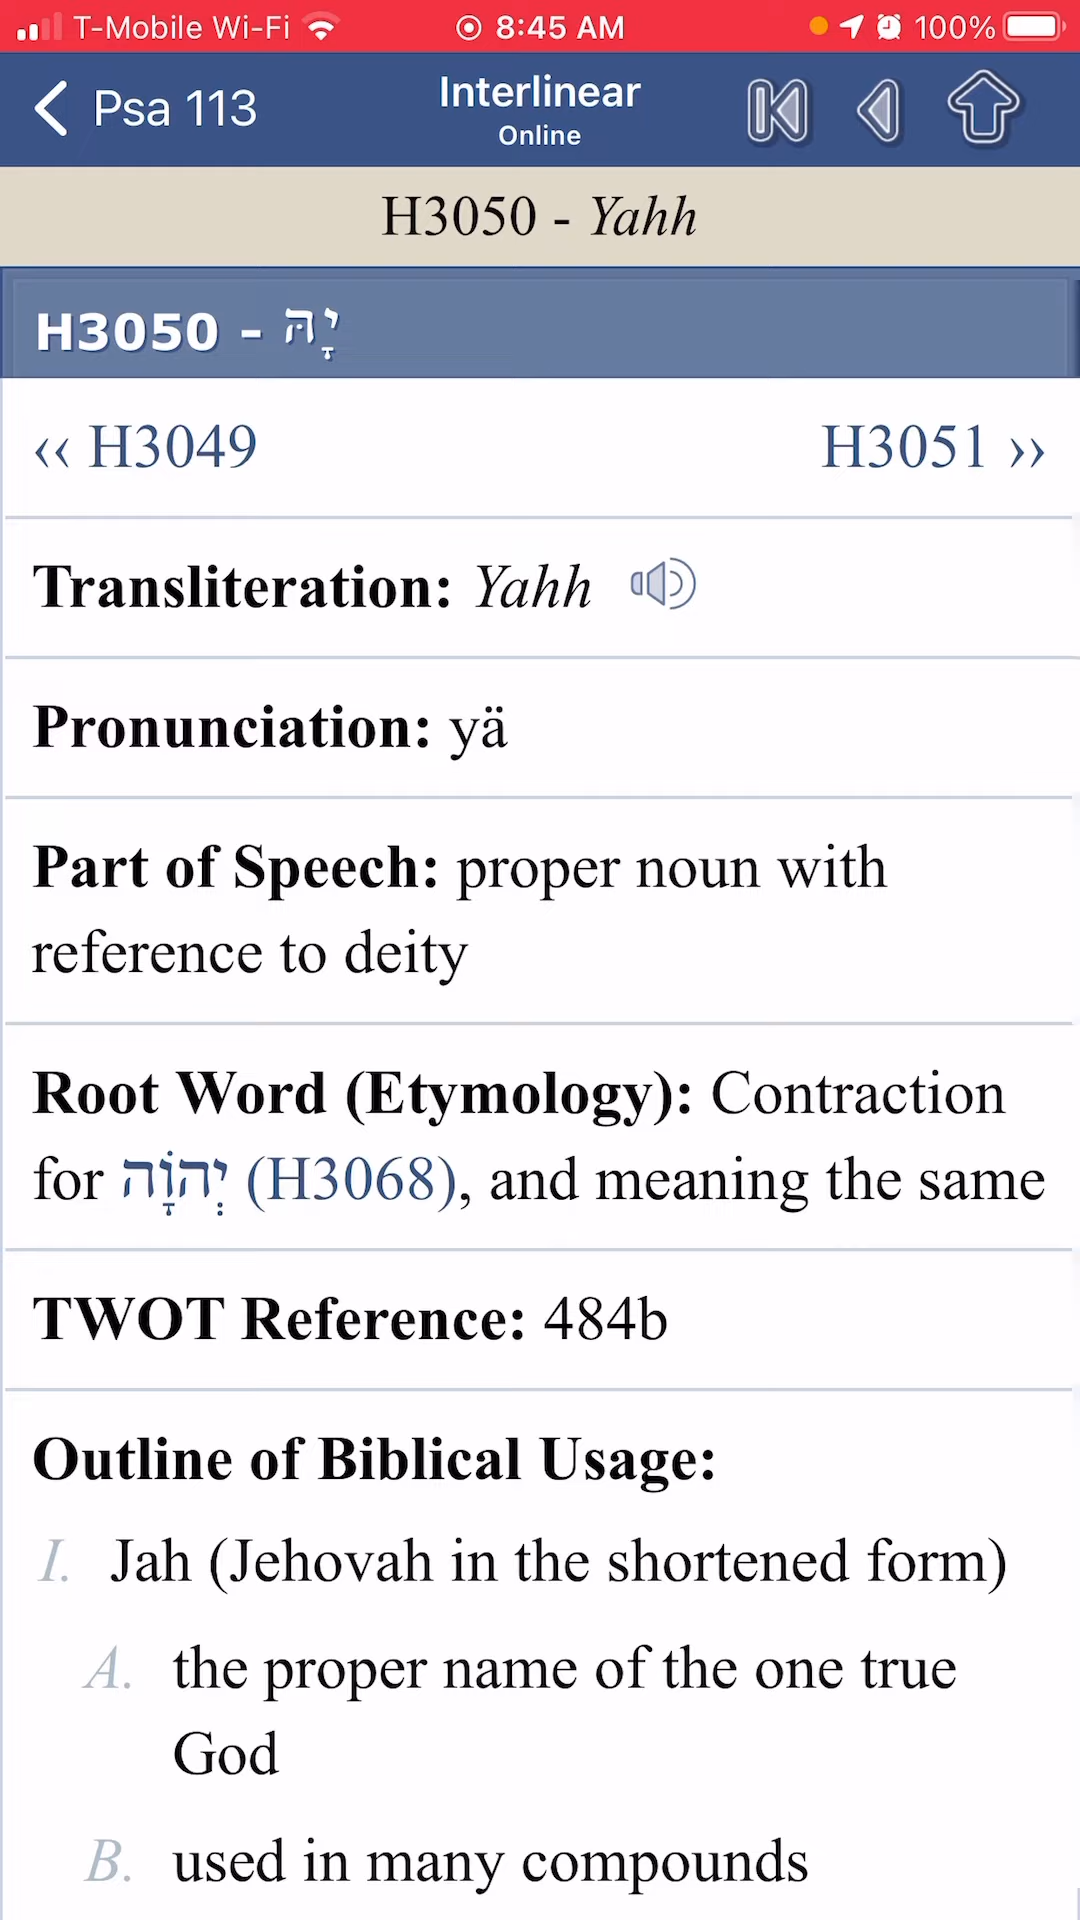 T-Mobile Wi-Fi 8:45 AM 100%
Psa 113 Interlinear
Online
H3050 - Yahh
H3050 - יָהּ
‹‹ H3049 H3051 ››
Transliteration: Yahh
Pronunciation: yä
Part of Speech: proper noun with
reference to deity
Root Word (Etymology): Contraction
for יְהֹוָה (H3068), and meaning the same
TWOT Reference: 484b
Outline of Biblical Usage:
I. Jah (Jehovah in the shortened form)
A. the proper name of the one true
God
B. used in many compounds